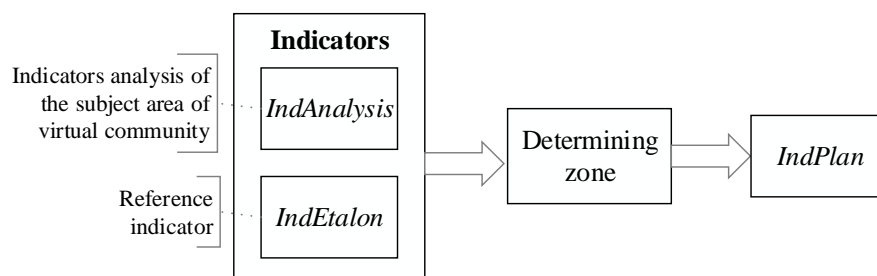 Indicators
Indicators analysis of
the subject area of
virtual community
IndAnalysis
Reference
indicator
IndEtalon
Determining
zone
IndPlan